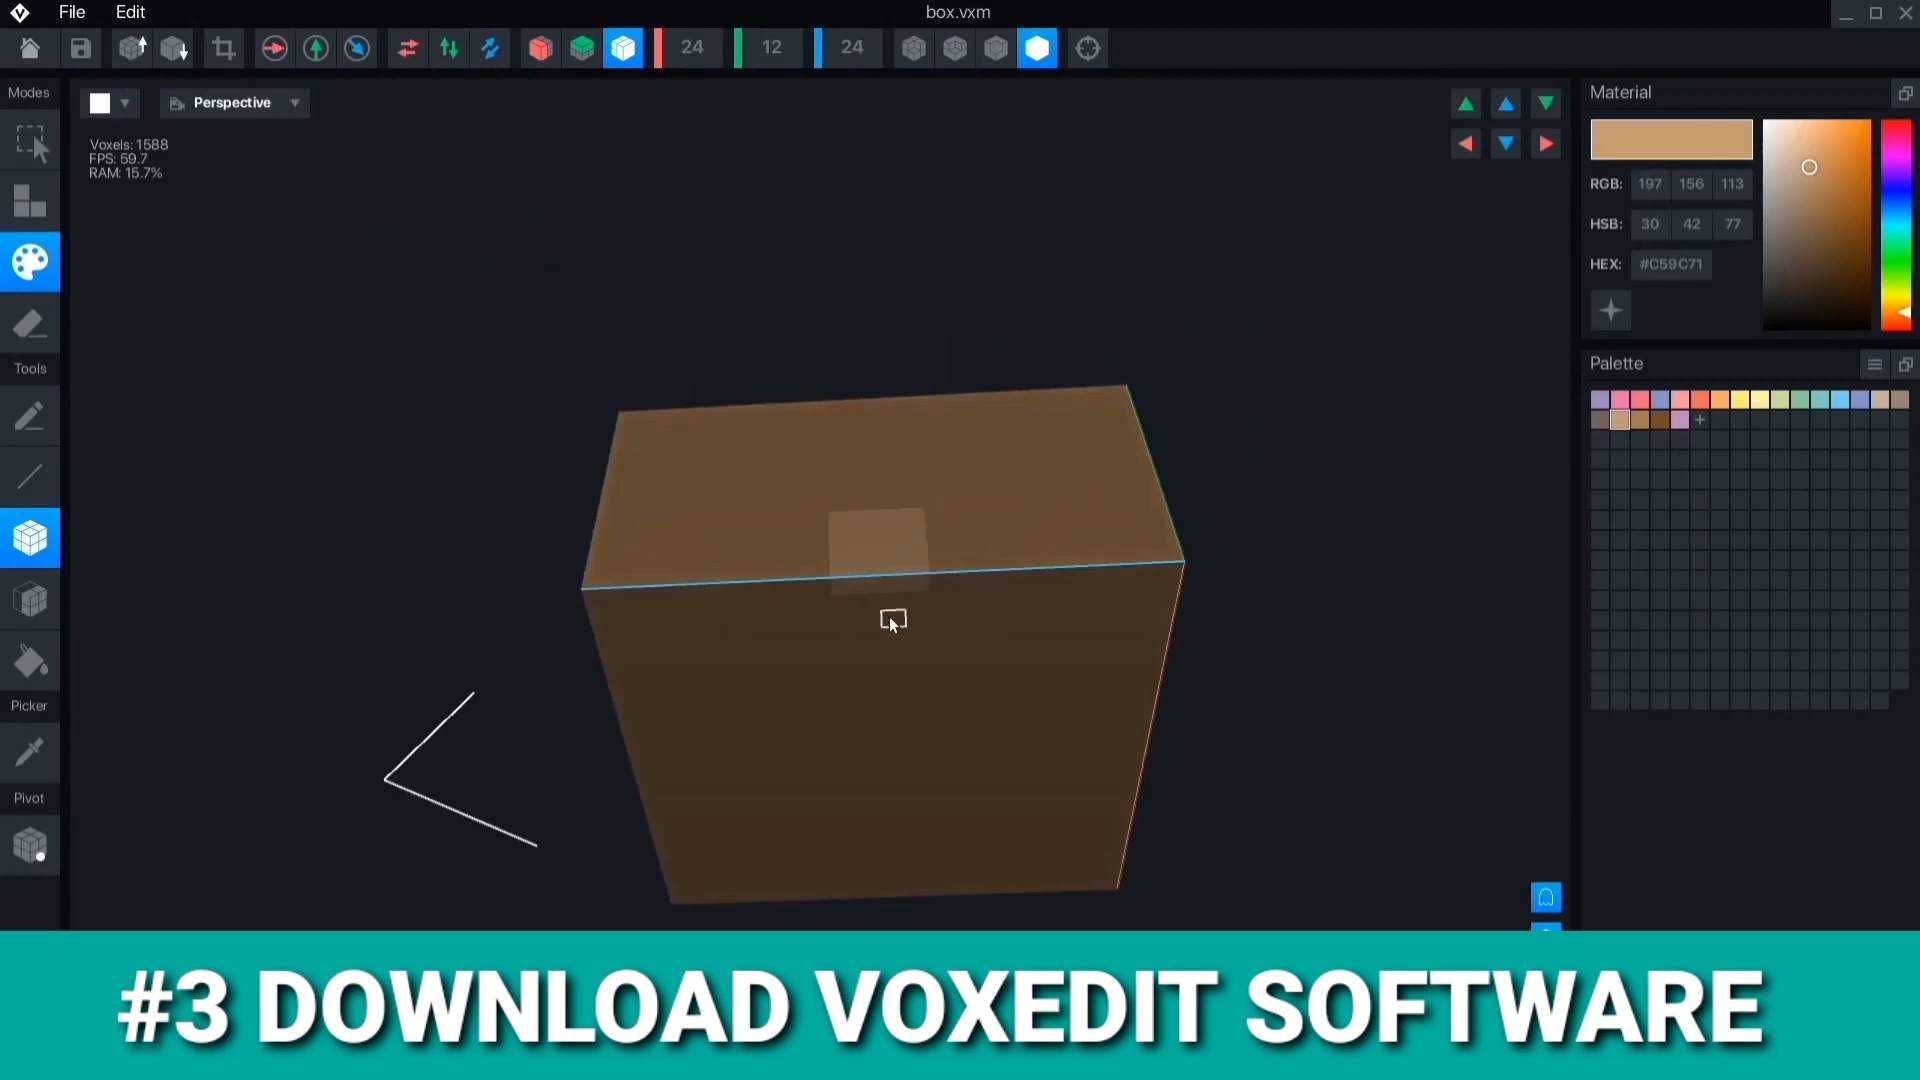 File Edit box.vxm
24 12 24
Modes
Perspective
Voxels: 1588
FPS: 59.7
RAM: 15.7%
Material
RGB: 197 156 113
HSB: 30 42 77
HEX: #C59C71
Tools
Palette
Picker
Pivot
#3 DOWNLOAD VOXEDIT SOFTWARE